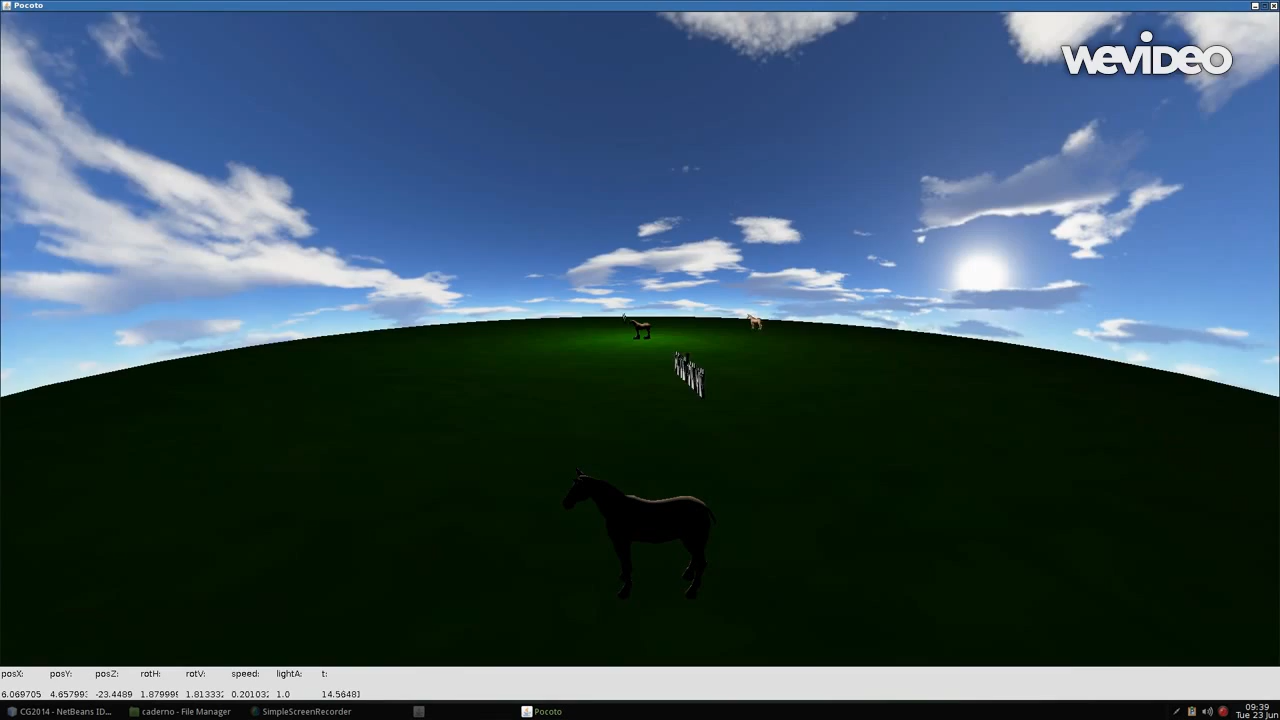 Pocoto
WEVIDEO
posX: posY: posZ: rotH: rotV: speed: lightA: t:
6.069705 4.65799 -23.4489 1.87999 1.81333 0.20103 1.0 14.5648
CG2014 - NetBeans ID... caderno - File Manager SimpleScreenRecorder Pocoto 09:39
Tue 23 Jun